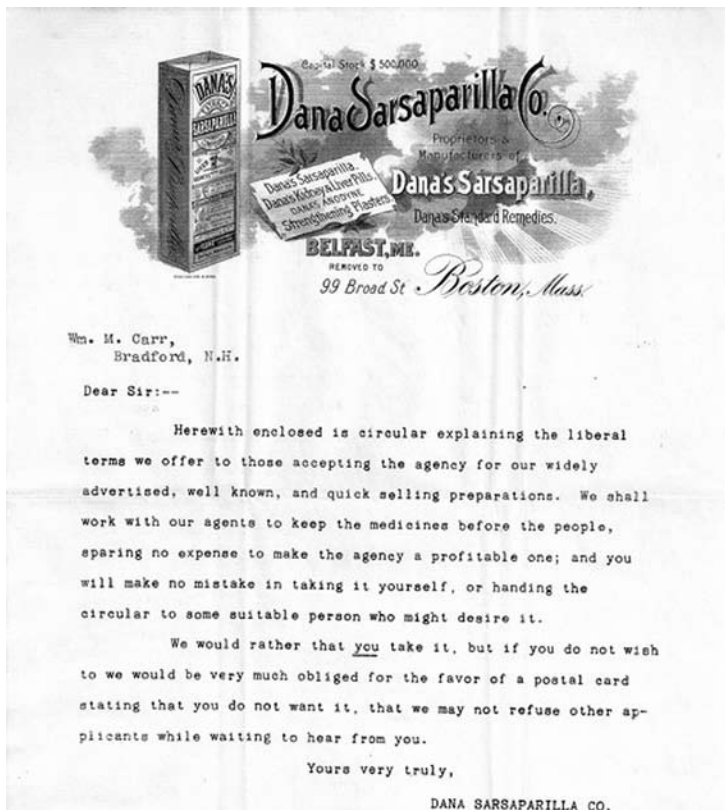 Capital Stock $500,000
Dana Sarsaparilla Co.
Proprietors &
Manufacturers of
Dana's Sarsaparilla,
Dana's Standard Remedies.
DANA'S
SARSAPARILLA
Dana's Sarsaparilla.
Dana's Kidney & Liver Pills,
DANA'S ANODYNE
Strengthening Plasters
BELFAST, ME.
REMOVED TO
99 Broad St Boston, Mass.
Wm. M. Carr,
Bradford, N.H.
Dear Sir:--
Herewith enclosed is circular explaining the liberal
terms we offer to those accepting the agency for our widely
advertised, well known, and quick selling preparations. We shall
work with our agents to keep the medicines before the people,
sparing no expense to make the agency a profitable one; and you
will make no mistake in taking it yourself, or handing the
circular to some suitable person who might desire it.
We would rather that you take it, but if you do not wish
to we would be very much obliged for the favor of a postal card
stating that you do not want it, that we may not refuse other ap-
plicants while waiting to hear from you.
Yours very truly,
DANA SARSAPARILLA CO.